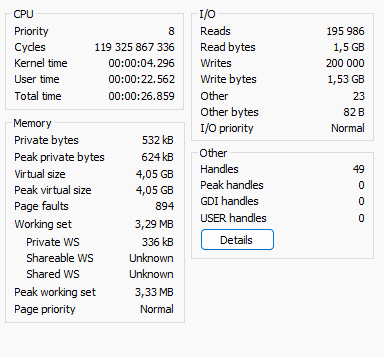 CPU
Priority 8
Cycles 119 325 867 336
Kernel time 00:00:04.296
User time 00:00:22.562
Total time 00:00:26.859
Memory
Private bytes 532 kB
Peak private bytes 624 kB
Virtual size 4,05 GB
Peak virtual size 4,05 GB
Page faults 894
Working set 3,29 MB
Private WS 336 kB
Shareable WS Unknown
Shared WS Unknown
Peak working set 3,33 MB
Page priority Normal
I/O
Reads 195 986
Read bytes 1,5 GB
Writes 200 000
Write bytes 1,53 GB
Other 23
Other bytes 82 B
I/O priority Normal
Other
Handles 49
Peak handles 0
GDI handles 0
USER handles 0
Details